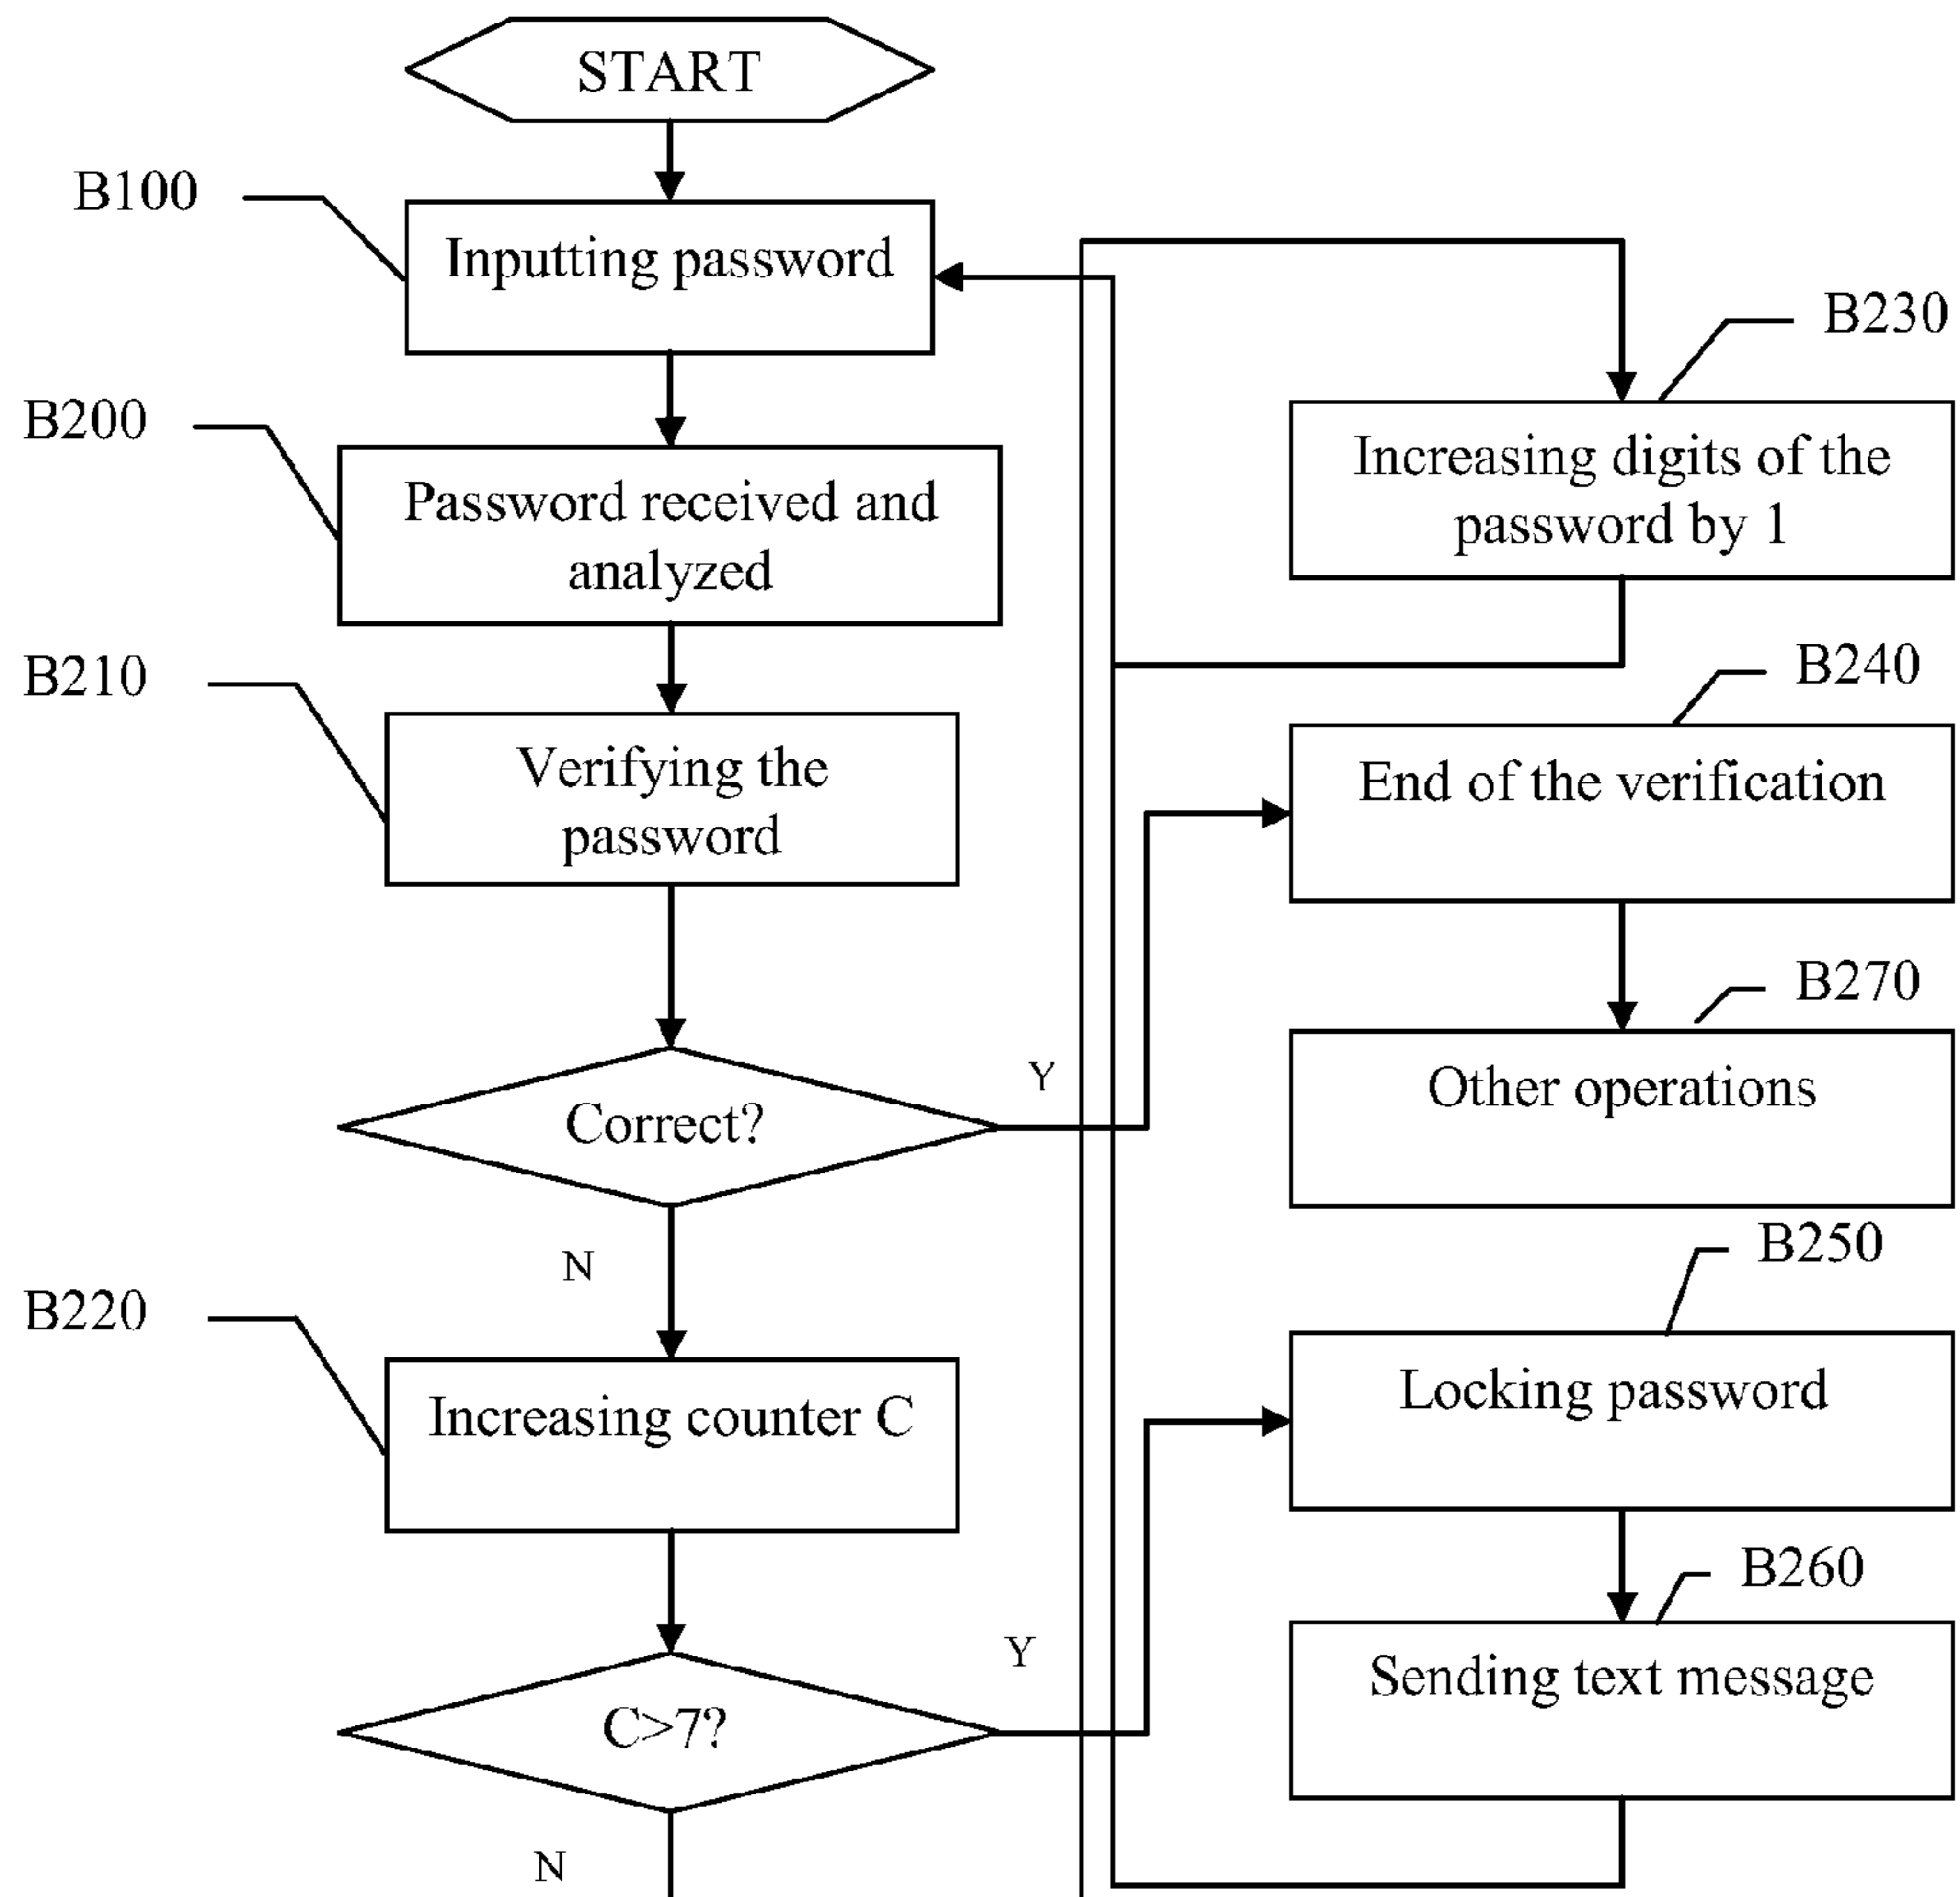 START
B100
Inputting password
B200
Password received and
analyzed
B210
Verifying the
password
Correct?
Y
N
B220
Increasing counter C
C>7?
Y
N
B230
Increasing digits of the
password by 1
B240
End of the verification
B270
Other operations
B250
Locking password
B260
Sending text message